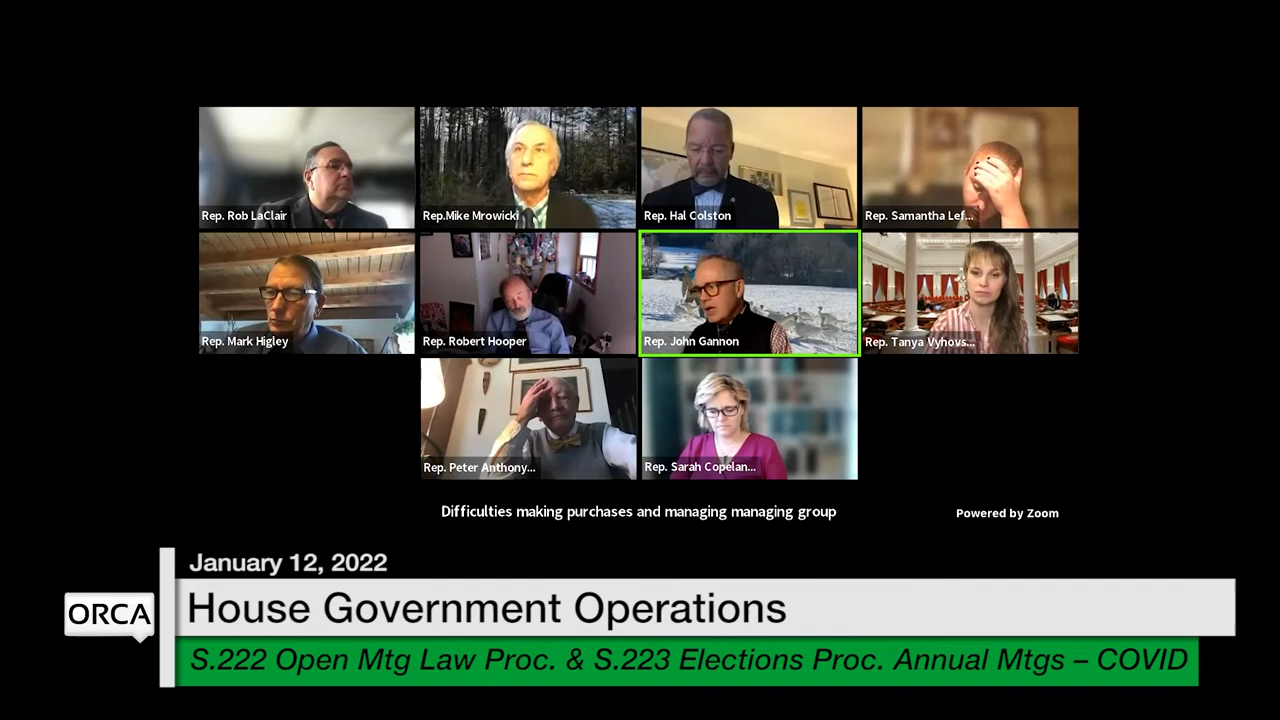 Rep. Rob LaClair
Rep.Mike Mrowicki
Rep. Hal Colston
Rep. Samantha Lef...
Rep. Mark Higley
Rep. Robert Hooper
Rep. John Gannon
Rep. Tanya Vyhovs...
Rep. Peter Anthony...
Rep. Sarah Copelan...
Difficulties making purchases and managing managing group
Powered by Zoom
January 12, 2022
ORCA
House Government Operations
S.222 Open Mtg Law Proc. & S.223 Elections Proc. Annual Mtgs – COVID